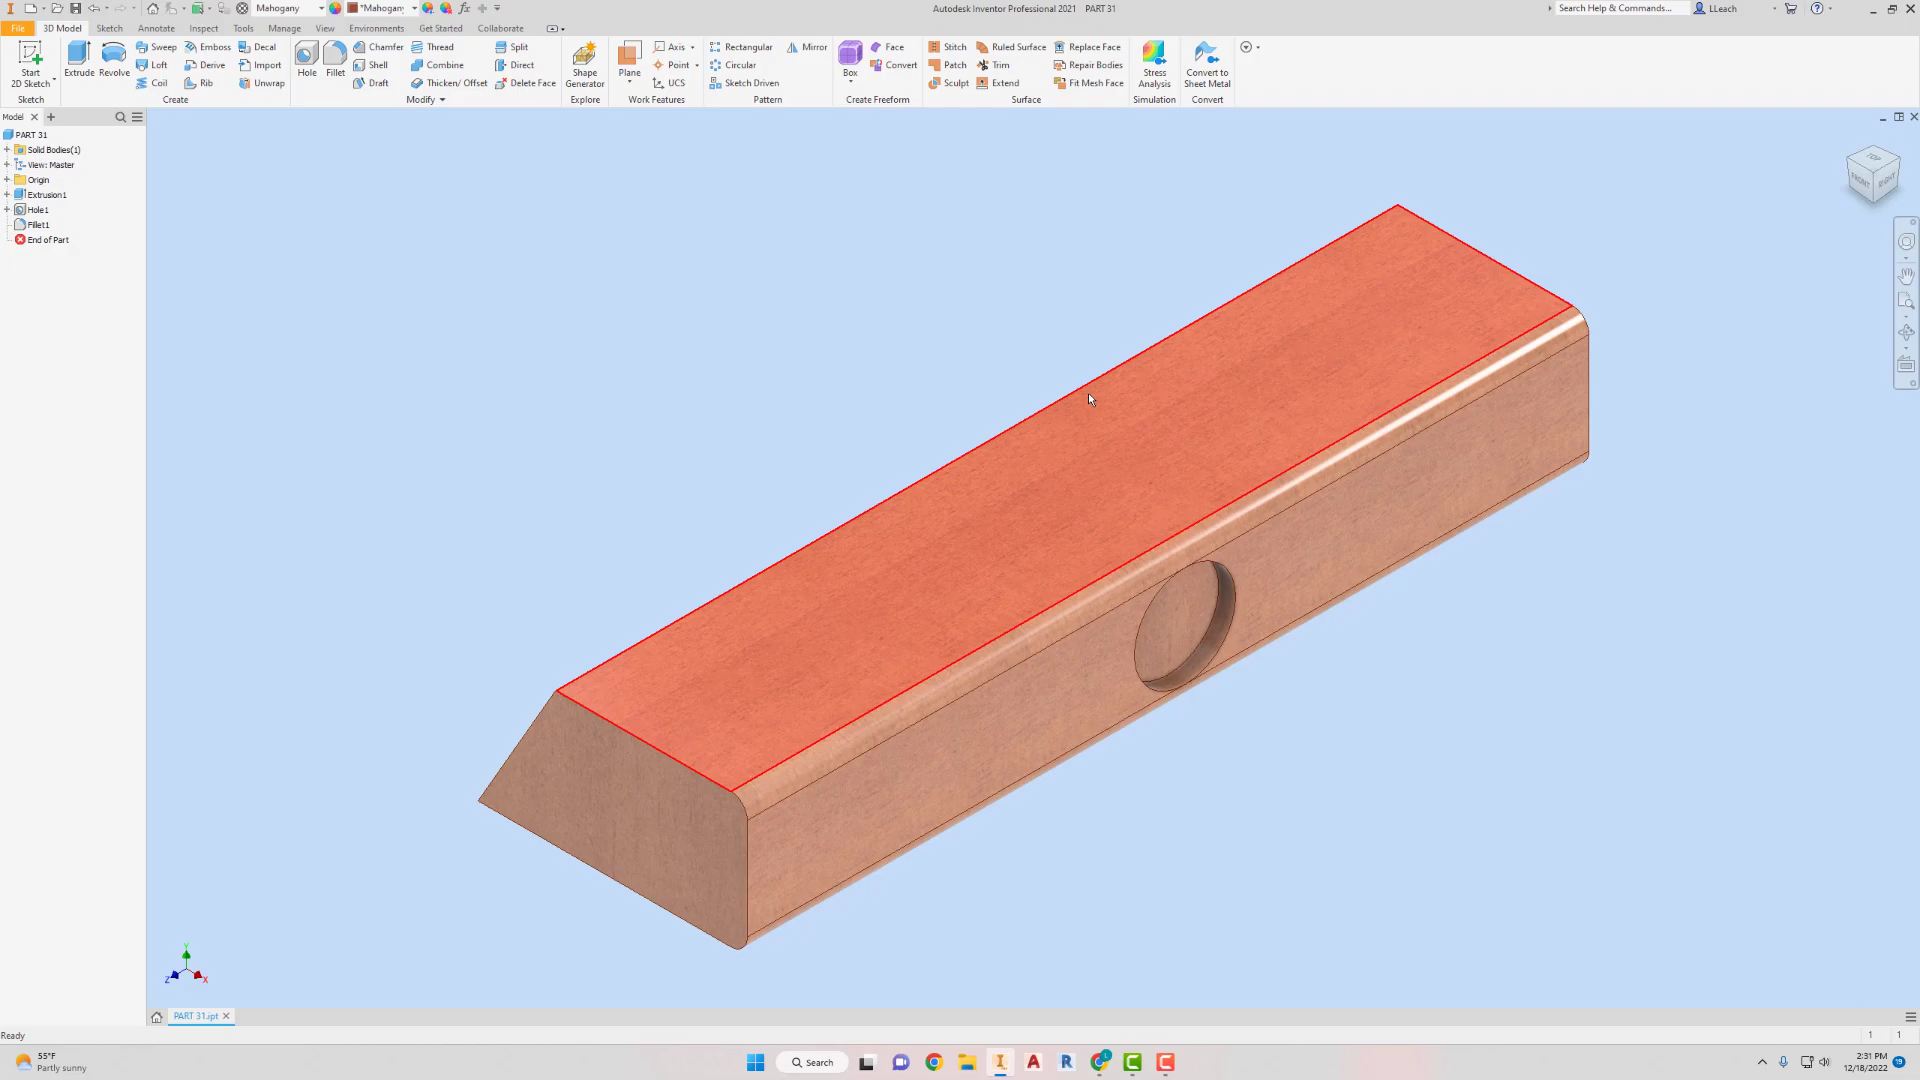 Mahogany
*Mahogany
Autodesk Inventor Professional 2021 PART 31
Search Help & Commands...
LLeach
File
3D Model
Sketch
Annotate
Inspect
Tools
Manage
View
Environments
Get Started
Collaborate
Start
2D Sketch
Sketch
Extrude
Revolve
Sweep
Loft
Coil
Emboss
Derive
Rib
Decal
Import
Unwrap
Create
Hole
Fillet
Chamfer
Shell
Draft
Thread
Combine
Thicken/ Offset
Split
Direct
Delete Face
Modify
Shape
Generator
Explore
Plane
Axis
Point
UCS
Work Features
Rectangular
Circular
Sketch Driven
Mirror
Pattern
Box
Face
Convert
Create Freeform
Stitch
Patch
Sculpt
Ruled Surface
Trim
Extend
Replace Face
Repair Bodies
Fit Mesh Face
Surface
Stress
Analysis
Simulation
Convert to
Sheet Metal
Convert
Model
PART 31
Solid Bodies(1)
View: Master
Origin
Extrusion1
Hole1
Fillet1
End of Part
TOP
FRONT
RIGHT
Y
Z
X
PART 31.ipt
Ready
1 1
55°F
Partly sunny
Search
2:31 PM
12/18/2022
19